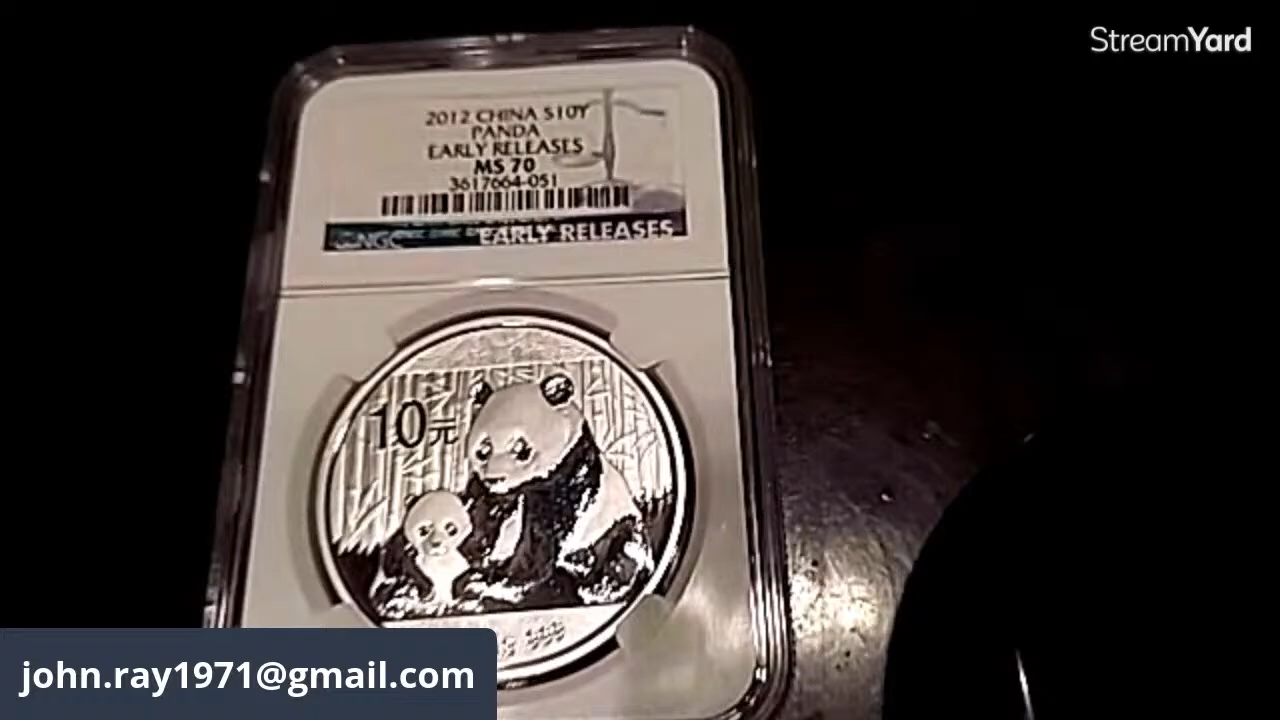 StreamYard
2012 CHINA S10Y
PANDA
EARLY RELEASES
MS 70
3617664-051
NGC
EARLY RELEASES
10元
999
john.ray1971@gmail.com